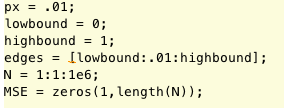 px = .01;
lowbound = 0;
highbound = 1;
edges = [lowbound:.01:highbound];
N = 1:1:1e6;
MSE = zeros(1,length(N));